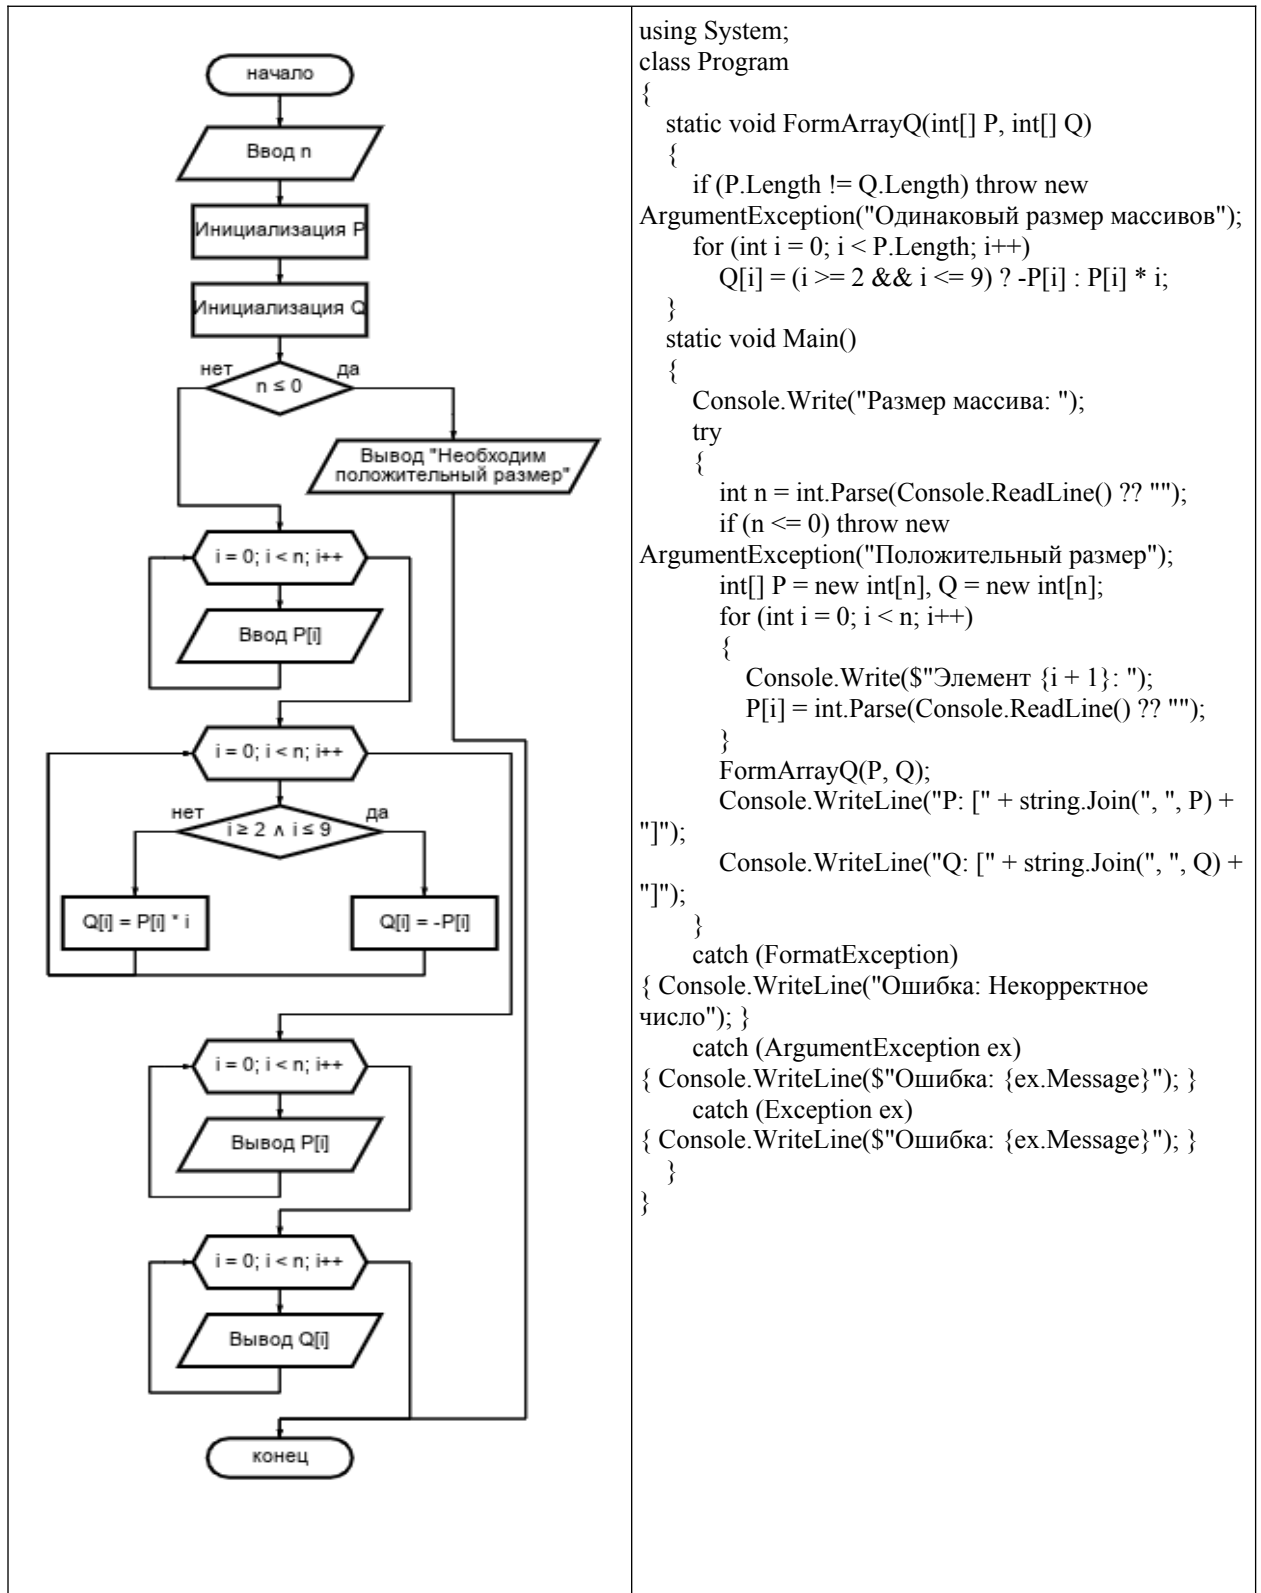 начало
Ввод n
Инициализация P
Инициализация Q
нет
да
n ≤ 0
Вывод "Необходим
положительный размер"
i = 0; i < n; i++
Ввод P[i]
i = 0; i < n; i++
нет
да
i ≥ 2 ∧ i ≤ 9
Q[i] = P[i] * i
Q[i] = -P[i]
i = 0; i < n; i++
Вывод P[i]
i = 0; i < n; i++
Вывод Q[i]
конец
using System;
class Program
{
static void FormArrayQ(int[] P, int[] Q)
{
if (P.Length != Q.Length) throw new
ArgumentException("Одинаковый размер массивов");
for (int i = 0; i < P.Length; i++)
Q[i] = (i >= 2 && i <= 9) ? -P[i] : P[i] * i;
}
static void Main()
{
Console.Write("Размер массива: ");
try
{
int n = int.Parse(Console.ReadLine() ?? "");
if (n <= 0) throw new
ArgumentException("Положительный размер");
int[] P = new int[n], Q = new int[n];
for (int i = 0; i < n; i++)
{
Console.Write($"Элемент {i + 1}: ");
P[i] = int.Parse(Console.ReadLine() ?? "");
}
FormArrayQ(P, Q);
Console.WriteLine("P: [" + string.Join(", ", P) +
"]");
Console.WriteLine("Q: [" + string.Join(", ", Q) +
"]");
}
catch (FormatException)
{ Console.WriteLine("Ошибка: Некорректное
число"); }
catch (ArgumentException ex)
{ Console.WriteLine($"Ошибка: {ex.Message}"); }
catch (Exception ex)
{ Console.WriteLine($"Ошибка: {ex.Message}"); }
}
}